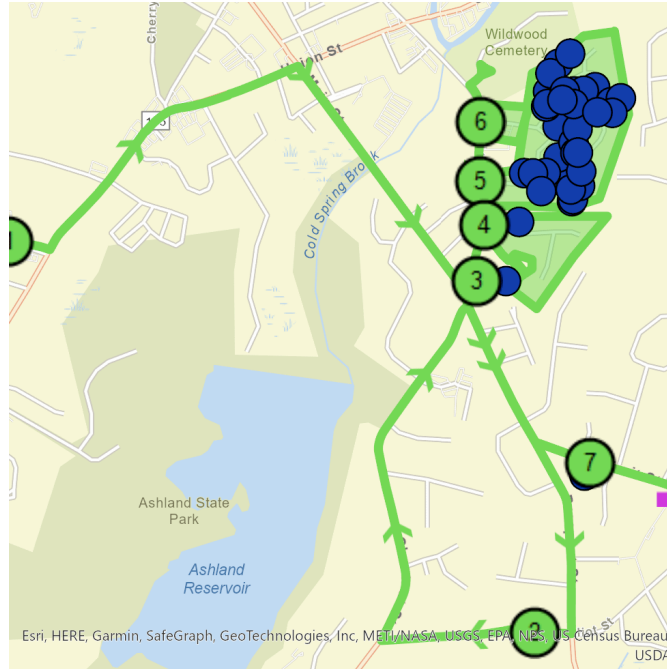 Cherry
Union St
Wildwood
Cemetery
6
5
4
3
Cold Spring Brook
7
Ashland State
Park
Ashland
Reservoir
2
Esri, HERE, Garmin, SafeGraph, GeoTechnologies, Inc, METI/NASA, USGS, EPA, NPS, US Census Bureau
USDA